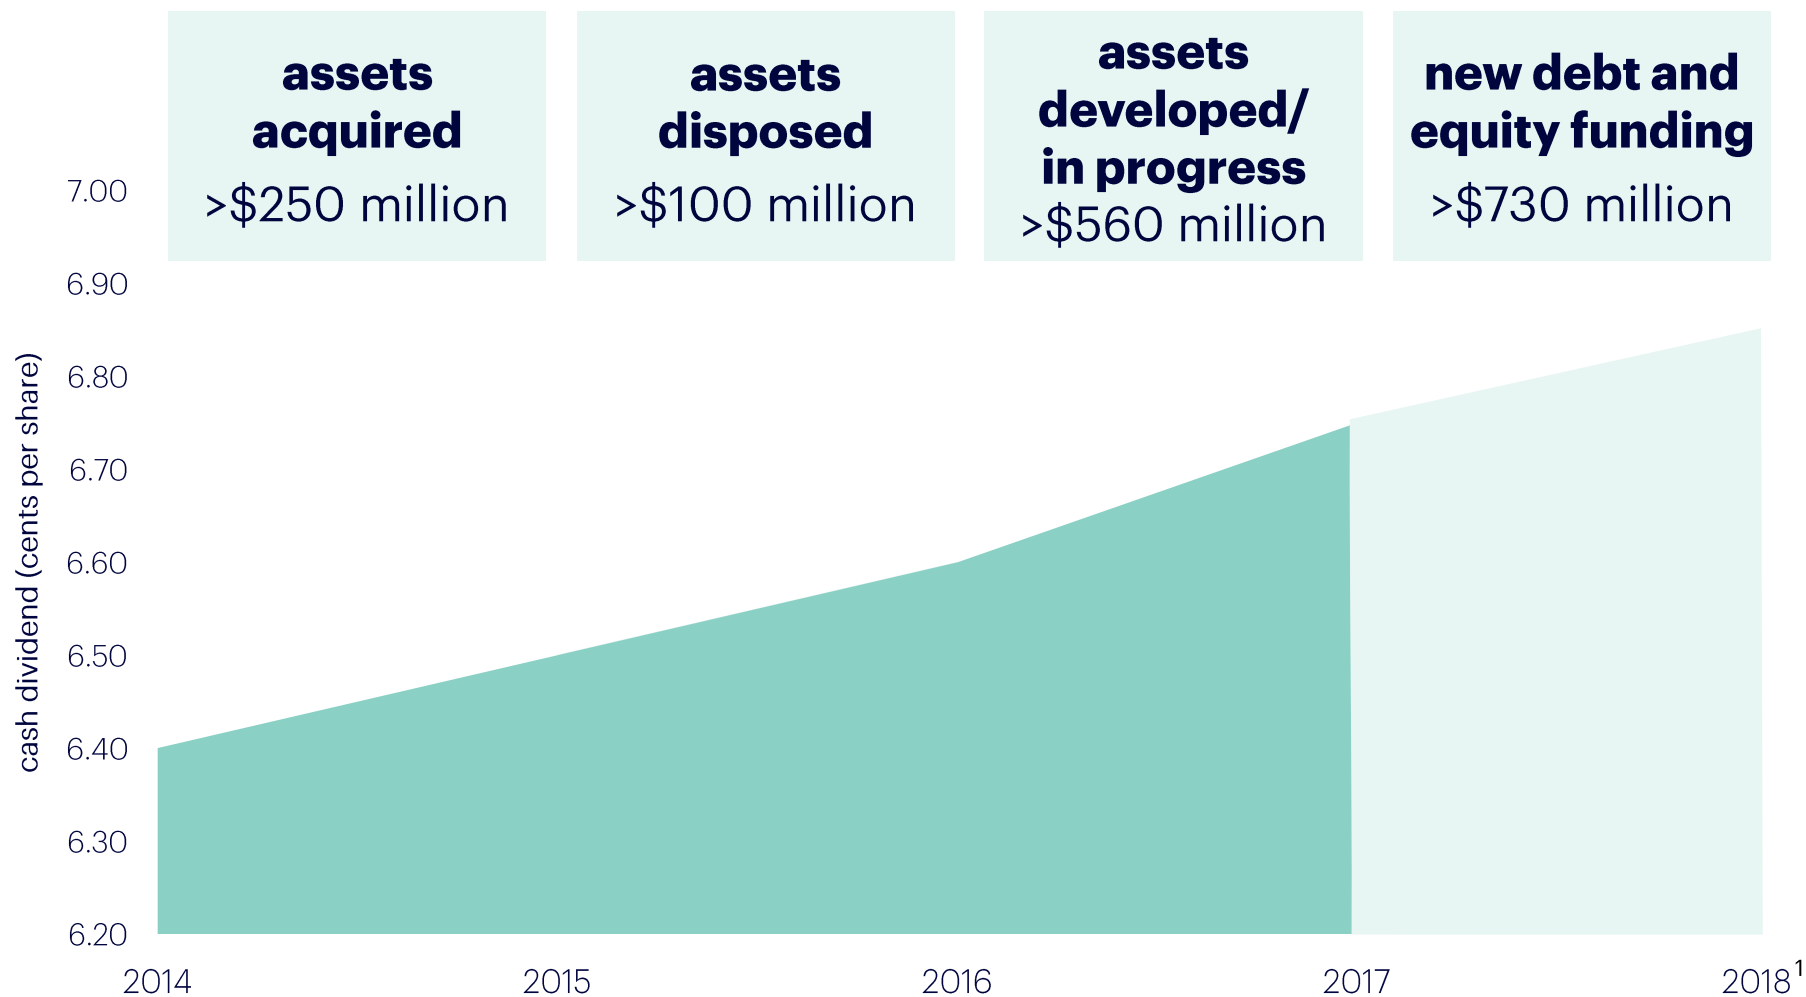 assets
acquired
>$250 million
assets
disposed
>$100 million
assets
developed/
in progress
>$560 million
new debt and
equity funding
>$730 million
cash dividend (cents per share)
7.00
6.90
6.80
6.70
6.60
6.50
6.40
6.30
6.20
2014
2015
2016
2017
2018¹